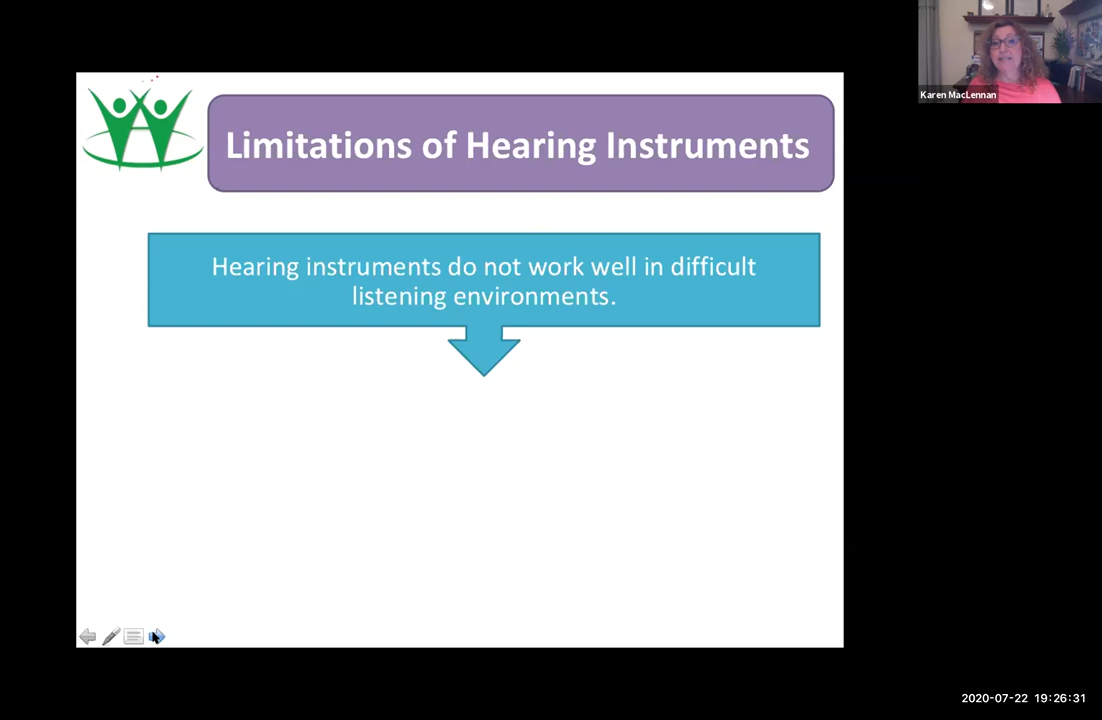 Karen MacLennan
Limitations of Hearing Instruments
Hearing instruments do not work well in difficult
listening environments.
2020-07-22 19:26:31